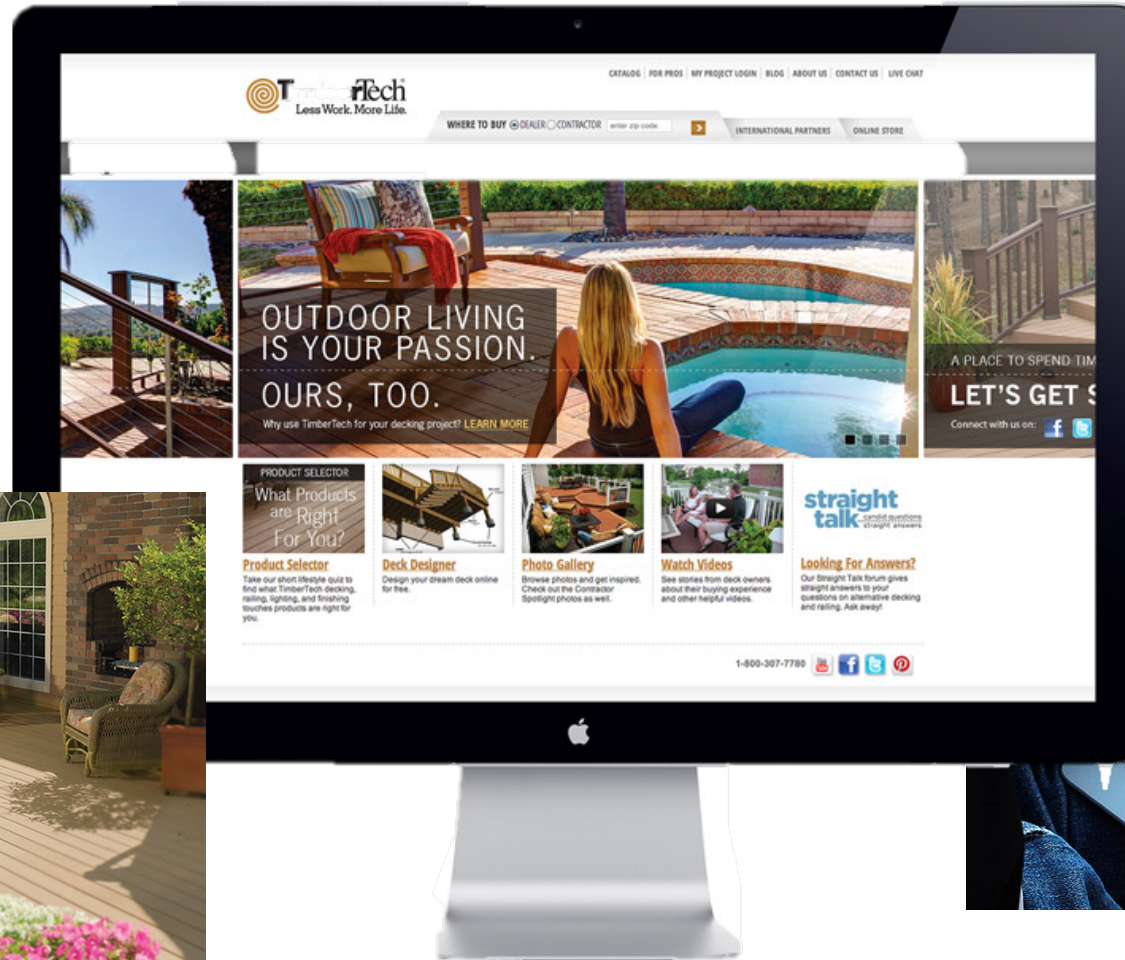 CATALOG FOR PROS MY PROJECT LOGIN BLOG ABOUT US CONTACT US LIVE CHAT
TimberTech
Less Work. More Life.
WHERE TO BUY DEALER CONTRACTOR enter zip code
INTERNATIONAL PARTNERS ONLINE STORE
OUTDOOR LIVING
IS YOUR PASSION.
OURS, TOO.
Why use TimberTech for your decking project? LEARN MORE
A PLACE TO SPEND TIM
LET'S GET S
Connect with us on:
PRODUCT SELECTOR
What Products
are Right
For You?
Product Selector
Take our short lifestyle quiz to
find what TimberTech decking,
railing, lighting, and finishing
touches products are right for
you.
Deck Designer
Design your dream deck online
for free.
Photo Gallery
Browse photos and get inspired.
Check out the Contractor
Spotlight photos as well.
Watch Videos
See stories from deck owners
about their buying experience
and other helpful videos.
straight
talk
candid questions
straight answers
Looking For Answers?
Our Straight Talk forum gives
straight answers to your
questions on alternative decking
and railing. Ask away!
1-800-307-7780